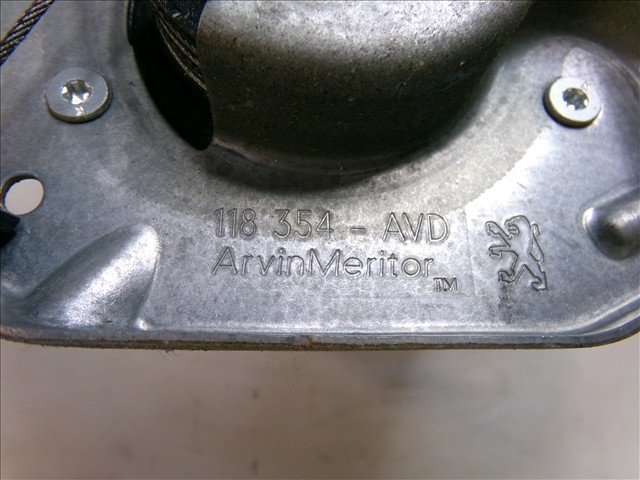 118 354 - AVD
ArvinMeritor TM